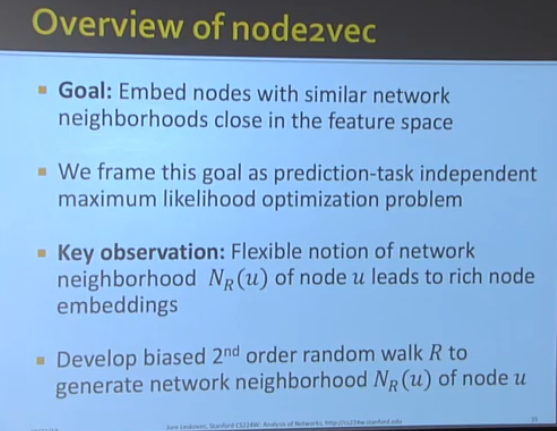 Overview of node2vec
▪ Goal: Embed nodes with similar network
neighborhoods close in the feature space
▪ We frame this goal as prediction-task independent
maximum likelihood optimization problem
▪ Key observation: Flexible notion of network
neighborhood N_R(u) of node u leads to rich node
embeddings
▪ Develop biased 2nd order random walk R to
generate network neighborhood N_R(u) of node u
Jure Leskovec, Stanford CS224W: Analysis of Networks, http://cs224w.stanford.edu